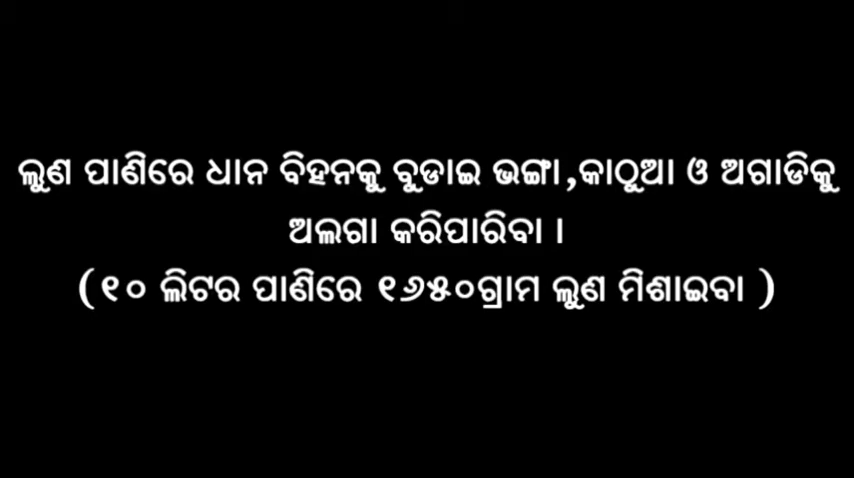 ଲୁଣ ପାଣିରେ ଧାନ ବିହନକୁ ବୁଡାଇ ଭଙ୍ଗା,କାଠୁଆ ଓ ଅଗାଡିକୁ
ଅଲଗା କରିପାରିବା ।
(୧୦ ଲିଟର ପାଣିରେ ୧୬୫୦ଗ୍ରାମ ଲୁଣ ମିଶାଇବା )